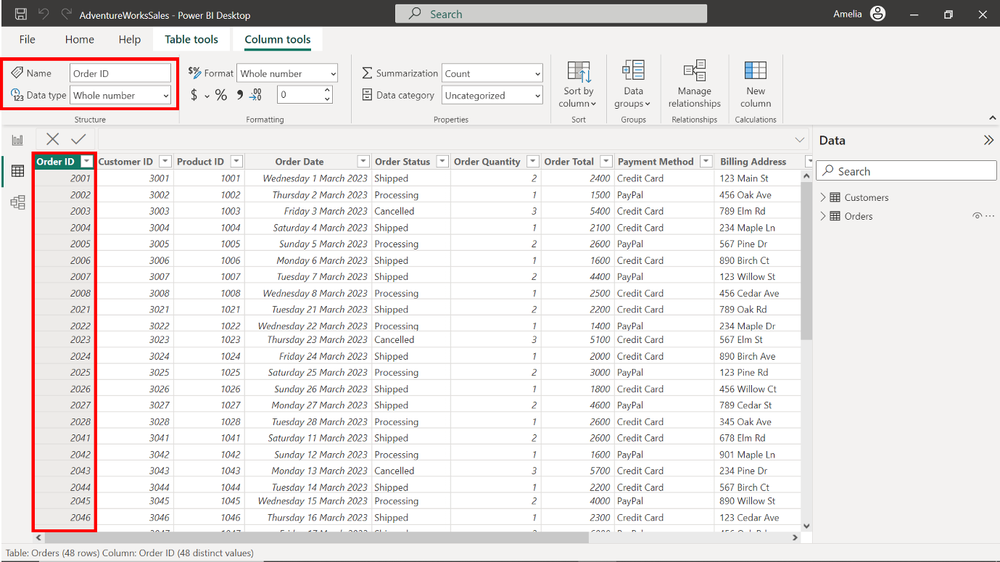 AdventureWorksSales - Power BI Desktop
Search
Amelia
File Home Help Table tools Column tools
Name Order ID
Data type Whole number
Structure
Format Whole number
$ % 0
Formatting
Summarization Count
Data category Uncategorized
Properties
Sort by
column
Sort
Data
groups
Groups
Manage
relationships
Relationships
New
column
Calculations
Order ID Customer ID Product ID Order Date Order Status Order Quantity Order Total Payment Method Billing Address
2001 3001 1001 Wednesday 1 March 2023 Shipped 2 2400 Credit Card 123 Main St
2002 3002 1002 Thursday 2 March 2023 Processing 1 1500 PayPal 456 Oak Ave
2003 3003 1003 Friday 3 March 2023 Cancelled 3 5400 Credit Card 789 Elm Rd
2004 3004 1004 Saturday 4 March 2023 Shipped 1 2100 Credit Card 234 Maple Ln
2005 3005 1005 Sunday 5 March 2023 Processing 2 2600 PayPal 567 Pine Dr
2006 3006 1006 Monday 6 March 2023 Shipped 1 1600 Credit Card 890 Birch Ct
2007 3007 1007 Tuesday 7 March 2023 Shipped 2 4400 PayPal 123 Willow St
2008 3008 1008 Wednesday 8 March 2023 Processing 1 2500 Credit Card 456 Cedar Ave
2021 3021 1021 Tuesday 21 March 2023 Shipped 2 2200 Credit Card 789 Oak Rd
2022 3022 1022 Wednesday 22 March 2023 Processing 1 1400 PayPal 234 Maple Dr
2023 3023 1023 Thursday 23 March 2023 Cancelled 3 5100 Credit Card 567 Elm St
2024 3024 1024 Friday 24 March 2023 Shipped 1 2000 Credit Card 890 Birch Ave
2025 3025 1025 Saturday 25 March 2023 Processing 2 3000 PayPal 123 Pine Rd
2026 3026 1026 Sunday 26 March 2023 Shipped 1 1800 Credit Card 456 Willow Ct
2027 3027 1027 Monday 27 March 2023 Shipped 2 4600 PayPal 789 Cedar St
2028 3028 1028 Tuesday 28 March 2023 Processing 1 2600 Credit Card 345 Oak Ave
2041 3041 1041 Saturday 11 March 2023 Shipped 2 2600 Credit Card 678 Elm Rd
2042 3042 1042 Sunday 12 March 2023 Processing 1 1600 PayPal 901 Maple Ln
2043 3043 1043 Monday 13 March 2023 Cancelled 3 5700 Credit Card 234 Pine Dr
2044 3044 1044 Tuesday 14 March 2023 Shipped 1 2200 Credit Card 567 Birch Ct
2045 3045 1045 Wednesday 15 March 2023 Processing 2 4000 PayPal 890 Willow St
2046 3046 1046 Thursday 16 March 2023 Shipped 1 2300 Credit Card 123 Cedar Ave
Data
Search
Customers
Orders
Table: Orders (48 rows) Column: Order ID (48 distinct values)